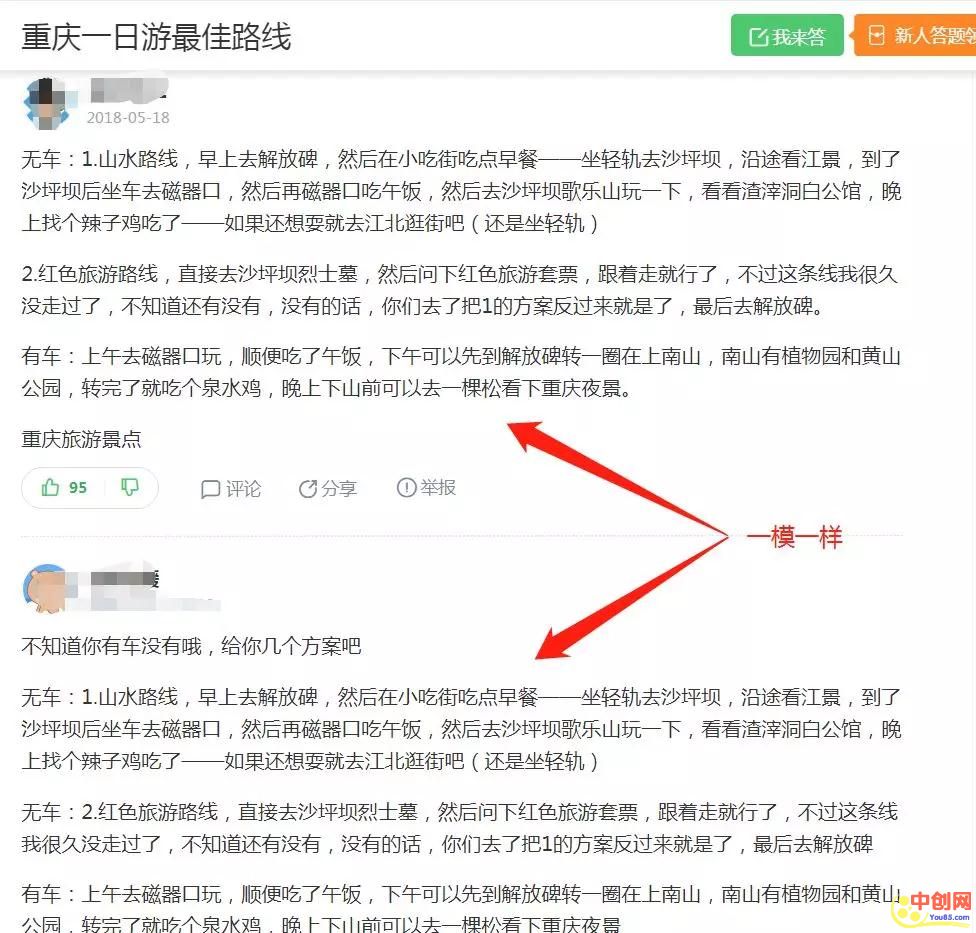 重庆一日游最佳路线
我来答
新人答题领
2018-05-18
无车：1.山水路线，早上去解放碑，然后在小吃街吃点早餐——坐轻轨去沙坪坝，沿途看江景，到了
沙坪坝后坐车去磁器口，然后再磁器口吃午饭，然后去沙坪坝歌乐山玩一下，看看渣滓洞白公馆，晚
上找个辣子鸡吃了——如果还想耍就去江北逛街吧（还是坐轻轨）
2.红色旅游路线，直接去沙坪坝烈士墓，然后问下红色旅游套票，跟着走就行了，不过这条线我很久
没走过了，不知道还有没有，没有的话，你们去了把1的方案反过来就是了，最后去解放碑。
有车：上午去磁器口玩，顺便吃了午饭，下午可以先到解放碑转一圈在上南山，南山有植物园和黄山
公园，转完了就吃个泉水鸡，晚上下山前可以去一棵松看下重庆夜景。
重庆旅游景点
95 评论 分享 举报
一模一样
不知道你有车没有哦，给你几个方案吧
无车：1.山水路线，早上去解放碑，然后在小吃街吃点早餐——坐轻轨去沙坪坝，沿途看江景，到了
沙坪坝后坐车去磁器口，然后再磁器口吃午饭，然后去沙坪坝歌乐山玩一下，看看渣滓洞白公馆，晚
上找个辣子鸡吃了——如果还想耍就去江北逛街吧（还是坐轻轨）
无车：2.红色旅游路线，直接去沙坪坝烈士墓，然后问下红色旅游套票，跟着走就行了，不过这条线
我很久没走过了，不知道还有没有，没有的话，你们去了把1的方案反过来就是了，最后去解放碑
有车：上午去磁器口玩，顺便吃了午饭，下午可以先到解放碑转一圈在上南山，南山有植物园和黄山
公园，转完了就吃个泉水鸡，晚上下山前可以去一棵松看下重庆夜景
中创网
You85.com